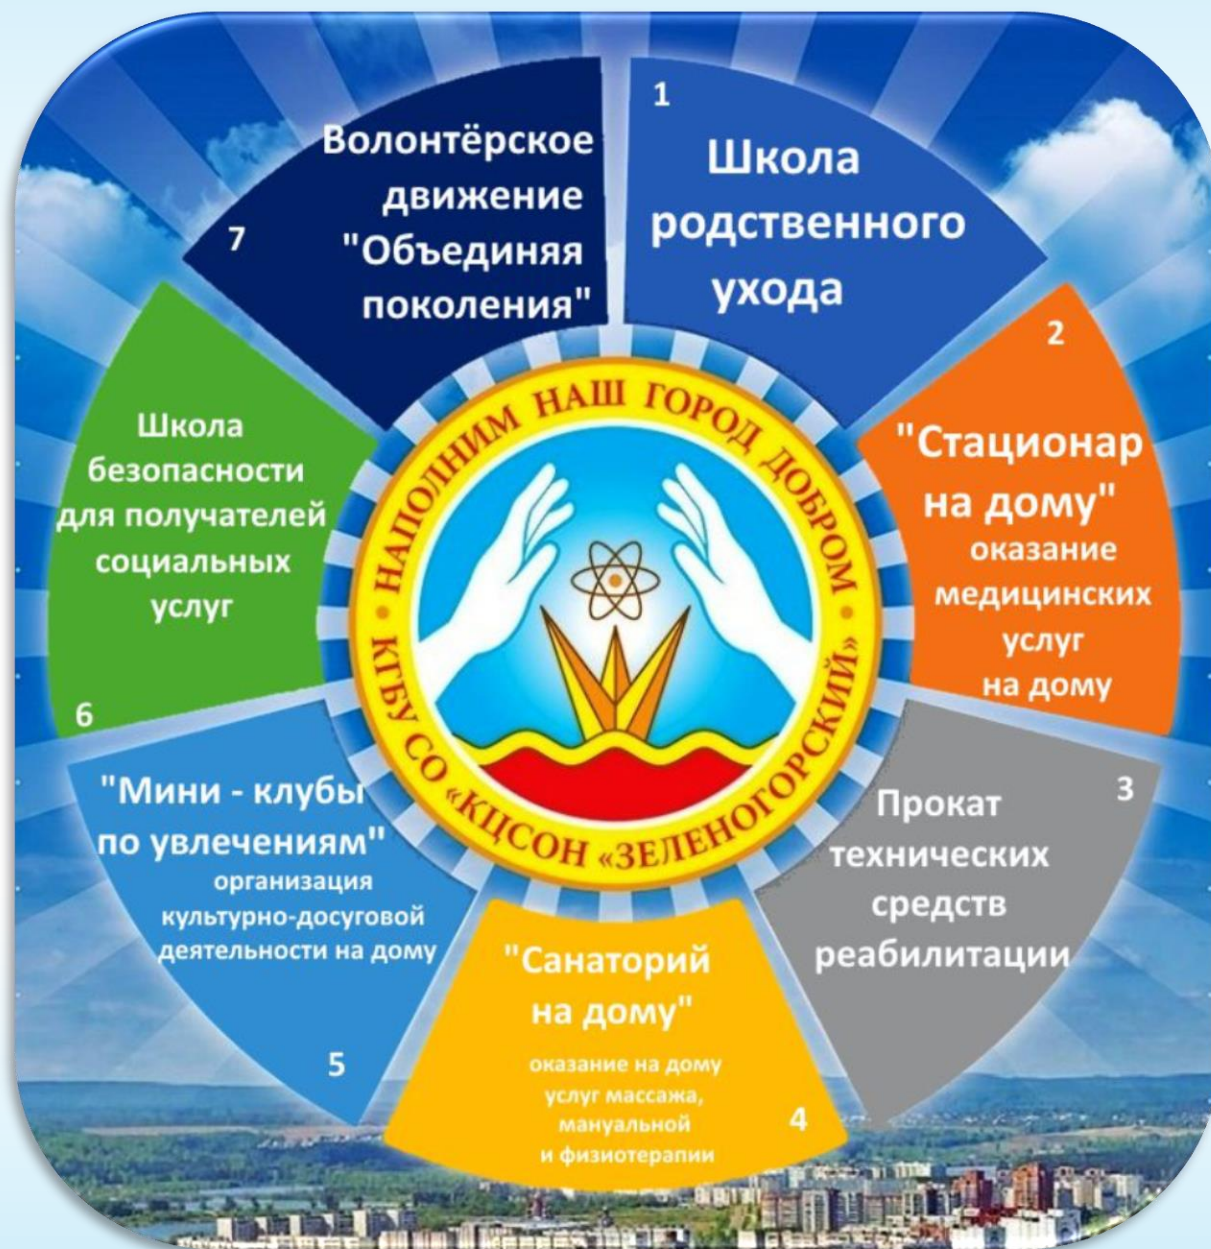 1
Школа
родственного
ухода
2
"Стационар
на дому"
оказание
медицинских
услуг
на дому
3
Прокат
технических
средств
реабилитации
4
"Санаторий
на дому"
оказание на дому
услуг массажа,
мануальной
и физиотерапии
5
"Мини - клубы
по увлечениям"
организация
культурно-досуговой
деятельности на дому
6
Школа
безопасности
для получателей
социальных
услуг
7
Волонтёрское
движение
"Объединяя
поколения"
НАПОЛНИМ НАШ ГОРОД ДОБРОМ
КГБУ СО «КЦСОН «ЗЕЛЕНОГОРСКИЙ»